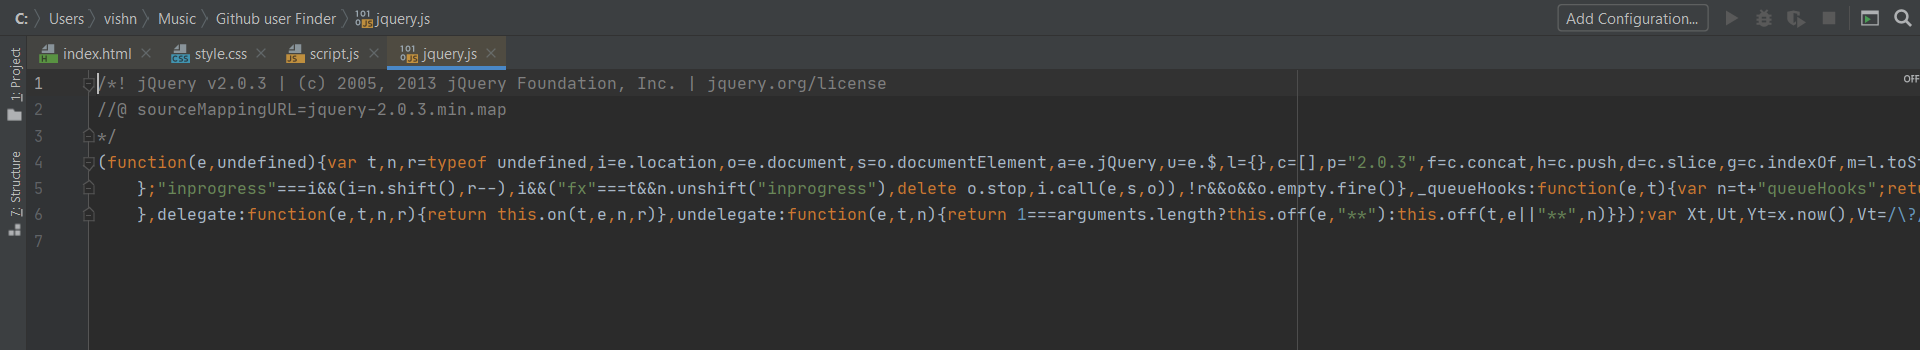 C: Users vishn Music Github user Finder jquery.js Add Configuration...
index.html style.css script.js jquery.js
1: Project
7: Structure
OFF
1 /*! jQuery v2.0.3 | (c) 2005, 2013 jQuery Foundation, Inc. | jquery.org/license
2 //@ sourceMappingURL=jquery-2.0.3.min.map
3 */
4 (function(e,undefined){var t,n,r=typeof undefined,i=e.location,o=e.document,s=o.documentElement,a=e.jQuery,u=e.$,l={},c=[],p="2.0.3",f=c.concat,h=c.push,d=c.slice,g=c.indexOf,m=l.toSt
5 };"inprogress"===i&&(i=n.shift(),r--),i&&("fx"===t&&n.unshift("inprogress"),delete o.stop,i.call(e,s,o)),!r&&o&&o.empty.fire()},_queueHooks:function(e,t){var n=t+"queueHooks";retu
6 },delegate:function(e,t,n,r){return this.on(t,e,n,r)},undelegate:function(e,t,n){return 1===arguments.length?this.off(e,"**"):this.off(t,e||"**",n)}});var Xt,Ut,Yt=x.now(),Vt=/\?,
7